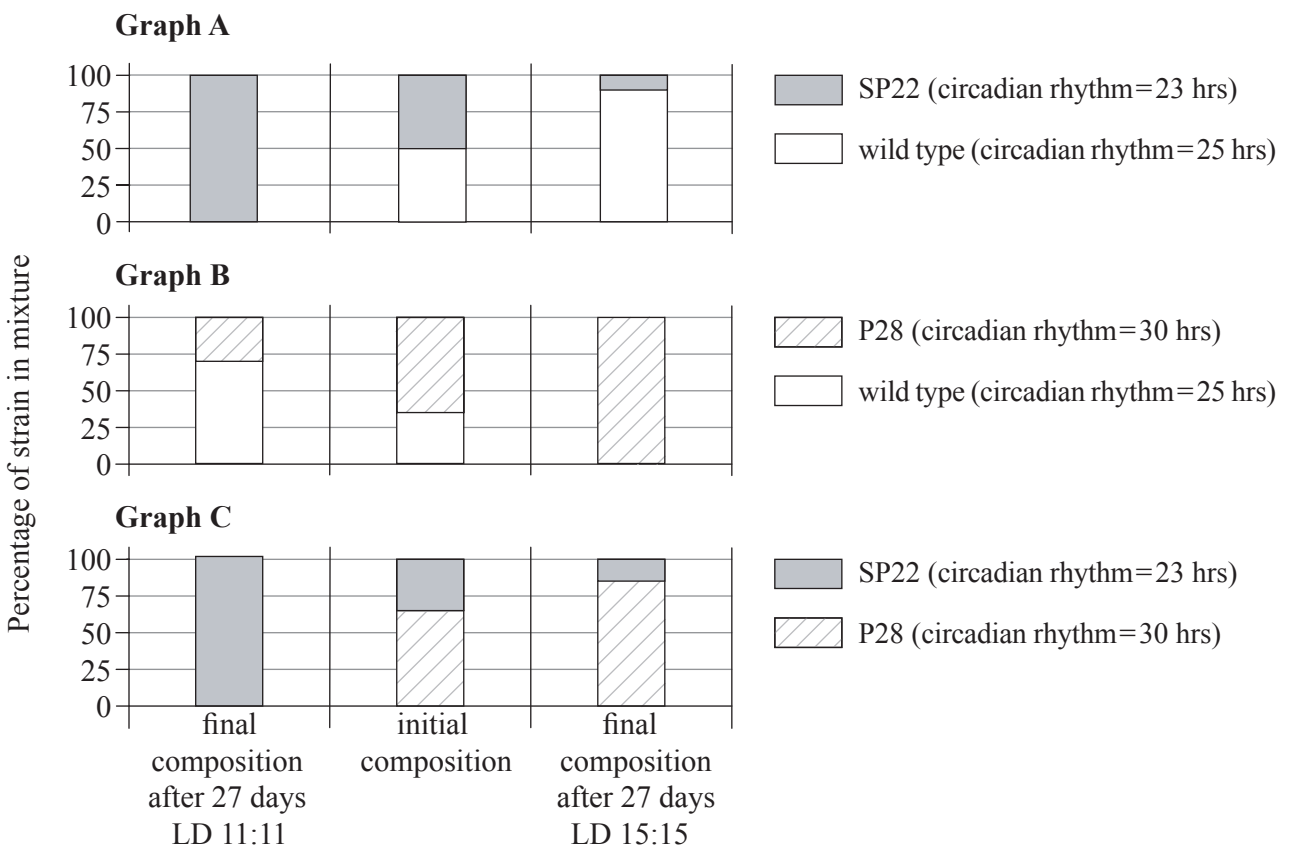 Graph A
100
75
50
25
0
SP22 (circadian rhythm=23 hrs)
wild type (circadian rhythm=25 hrs)
Percentage of strain in mixture
Graph B
100
75
50
25
0
P28 (circadian rhythm=30 hrs)
wild type (circadian rhythm=25 hrs)
Graph C
100
75
50
25
0
SP22 (circadian rhythm=23 hrs)
P28 (circadian rhythm=30 hrs)
final
composition
after 27 days
LD 11:11
initial
composition
final
composition
after 27 days
LD 15:15